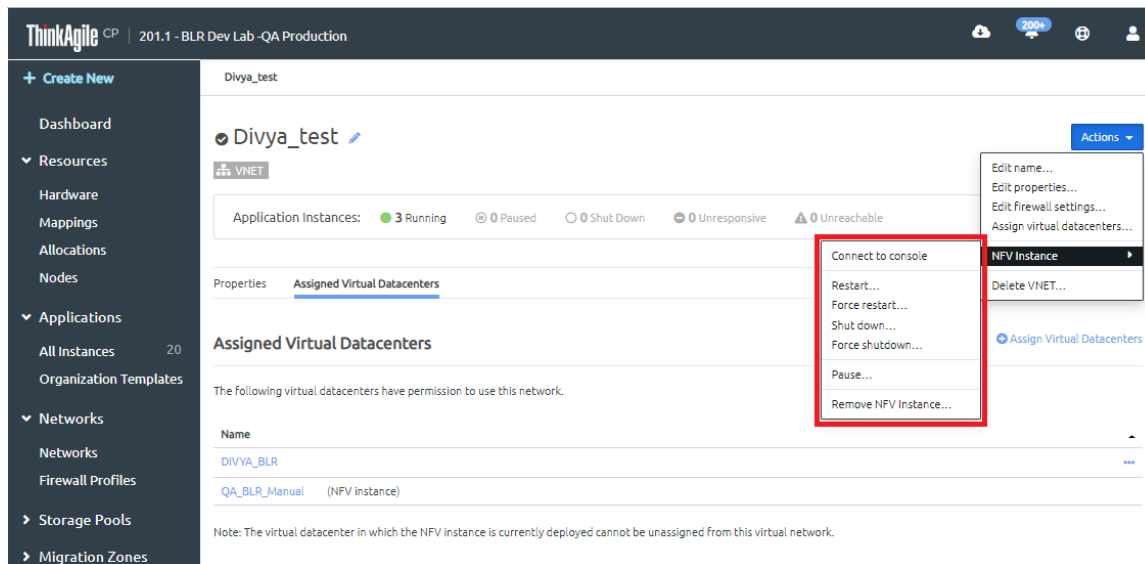 ThinkAgile CP | 201.1 - BLR Dev Lab -QA Production
200+
+ Create New
Dashboard
Resources
Hardware
Mappings
Allocations
Nodes
Applications
All Instances 20
Organization Templates
Networks
Networks
Firewall Profiles
Storage Pools
Migration Zones
Divya_test
Divya_test
VNET
Actions
Application Instances: 3 Running 0 Paused 0 Shut Down 0 Unresponsive 0 Unreachable
Edit name...
Edit properties...
Edit firewall settings...
Assign virtual datacenters...
NFV Instance
Delete VNET...
Connect to console
Restart...
Force restart...
Shut down...
Force shutdown...
Pause...
Remove NFV Instance...
Properties Assigned Virtual Datacenters
Assigned Virtual Datacenters
Assign Virtual Datacenters
The following virtual datacenters have permission to use this network.
Name
DIVYA_BLR
QA_BLR_Manual (NFV instance)
Note: The virtual datacenter in which the NFV instance is currently deployed cannot be unassigned from this virtual network.